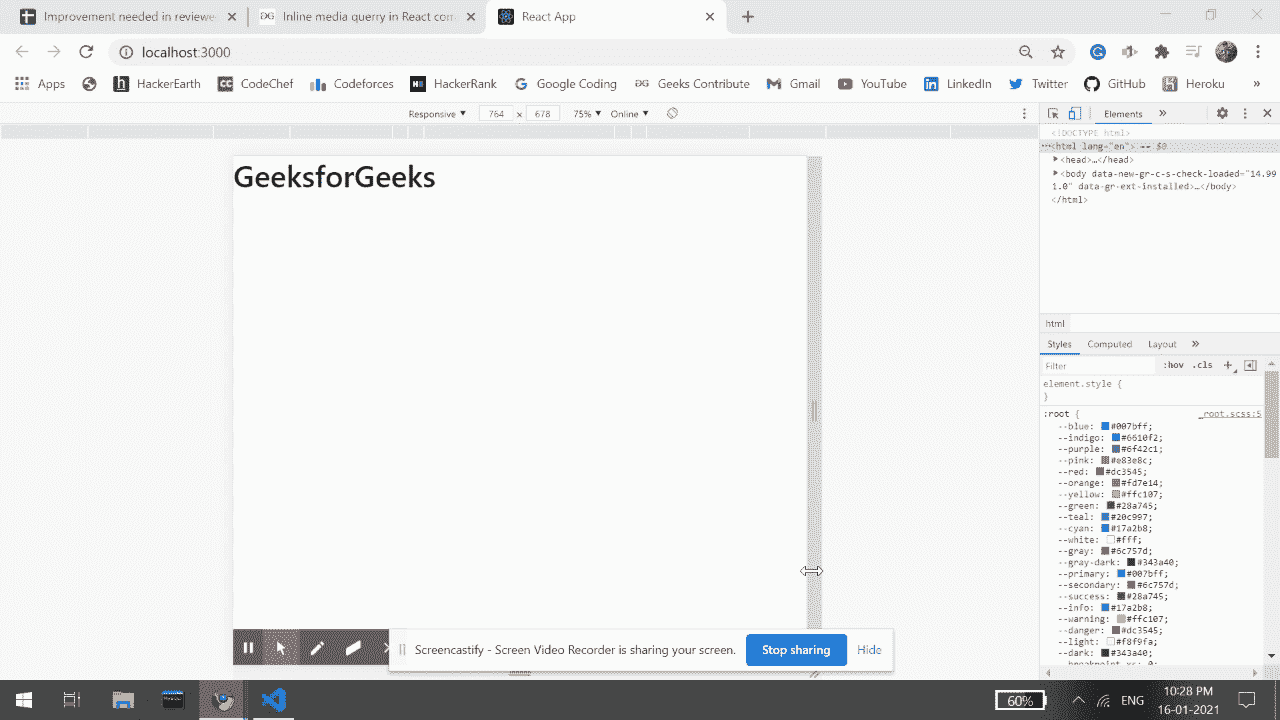 Improvement needed in reviewe
Inline media querry in React com
React App
localhost:3000
Apps
HackerEarth
CodeChef
Codeforces
HackerRank
Google Coding
Geeks Contribute
Gmail
YouTube
LinkedIn
Twitter
GitHub
Heroku
»
Responsive ▼ 764 × 678 75% ▼ Online ▼
Elements »
<!DOCTYPE html>
⋯<html lang="en"> == $0
▶<head>…</head>
▶<body data-new-gr-c-s-check-loaded="14.99
1.0" data-gr-ext-installed>…</body>
</html>
GeeksforGeeks
html
Styles Computed Layout »
Filter :hov .cls +
element.style {
}
:root { _root.scss:5
--blue: #007bff;
--indigo: #6610f2;
--purple: #6f42c1;
--pink: #e83e8c;
--red: #dc3545;
--orange: #fd7e14;
--yellow: #ffc107;
--green: #28a745;
--teal: #20c997;
--cyan: #17a2b8;
--white: #fff;
--gray: #6c757d;
--gray-dark: #343a40;
--primary: #007bff;
--secondary: #6c757d;
--success: #28a745;
--info: #17a2b8;
--warning: #ffc107;
--danger: #dc3545;
--light: #f8f9fa;
--dark: #343a40;
--breakpoint-xs: 0;
Screencastify - Screen Video Recorder is sharing your screen. Stop sharing Hide
60% ENG 10:28 PM
16-01-2021